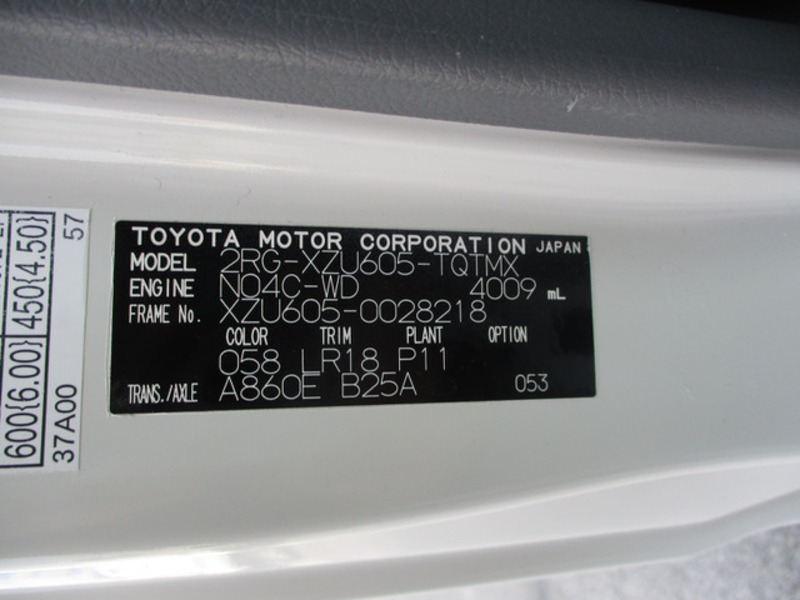 TOYOTA MOTOR CORPORATION JAPAN
MODEL 2RG-XZU605-TQTMX
ENGINE N04C-WD 4009 mL
FRAME No. XZU605-0028218
COLOR TRIM PLANT OPTION
058 LR18 P11
TRANS./AXLE A860E B25A 053
600{6.00} 450{4.50}
37A00 57